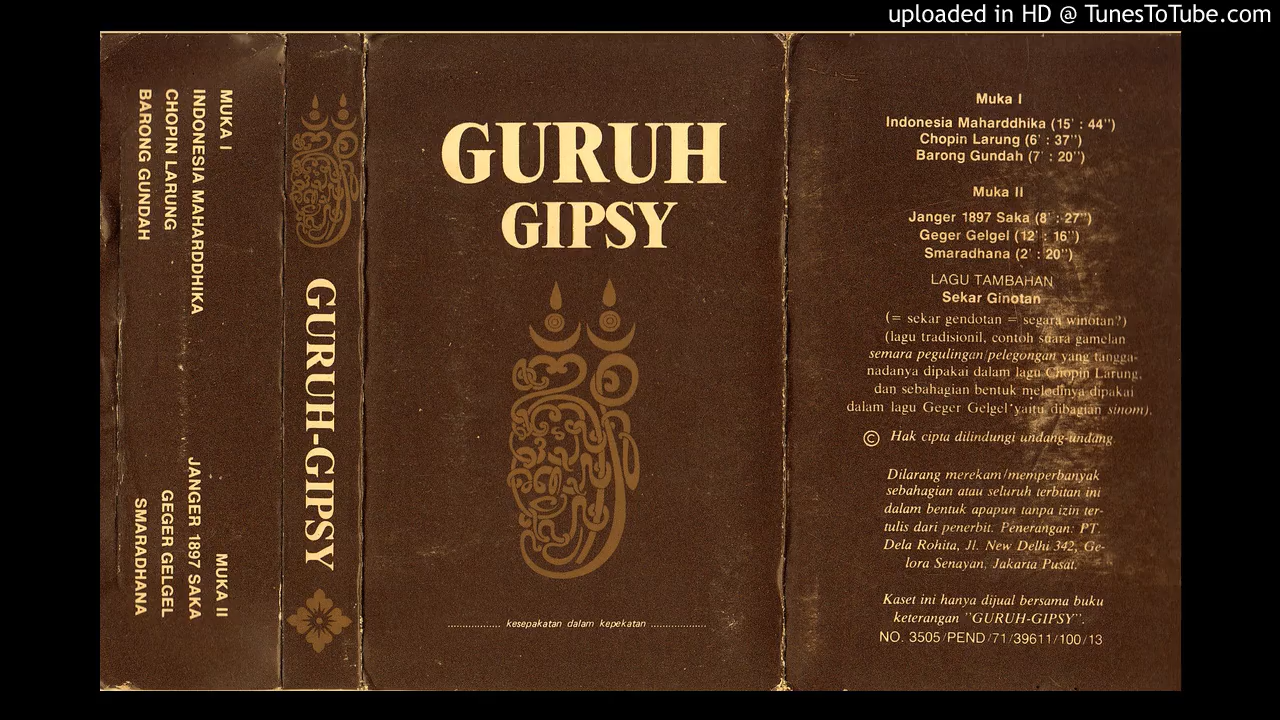 uploaded in HD @ TunesToTube.com
MUKA I
INDONESIA MAHARDDHIKA
CHOPIN LARUNG
BARONG GUNDAH
MUKA II
JANGER 1897 SAKA
GEGER GELGEL
SMARADHANA
GURUH-GIPSY
GURUH
GIPSY
.................. kesepakatan dalam kepekatan ...................
Muka I
Indonesia Maharddhika (15' : 44")
Chopin Larung (6' : 37")
Barong Gundah (7' : 20")
Muka II
Janger 1897 Saka (8' : 27")
Geger Gelgel (12' : 16")
Smaradhana (2' : 20")
LAGU TAMBAHAN
Sekar Ginotan
(= sekar gendotan = segara winotan?)
(lagu tradisionil, contoh suara gamelan
semara pegulingan/pelegongan yang tangga-
nadanya dipakai dalam lagu Chopin Larung,
dan sebahagian bentuk melodinya dipakai
dalam lagu Geger Gelgel yaitu dibagian sinom).
© Hak cipta dilindungi undang-undang.
Dilarang merekam/memperbanyak
sebahagian atau seluruh terbitan ini
dalam bentuk apapun tanpa izin ter-
tulis dari penerbit. Penerangan: PT.
Dela Rohita, Jl. New Delhi 342, Ge-
lora Senayan, Jakarta Pusat.
Kaset ini hanya dijual bersama buku
keterangan "GURUH-GIPSY".
NO. 3505/PEND/71/39611/100/13